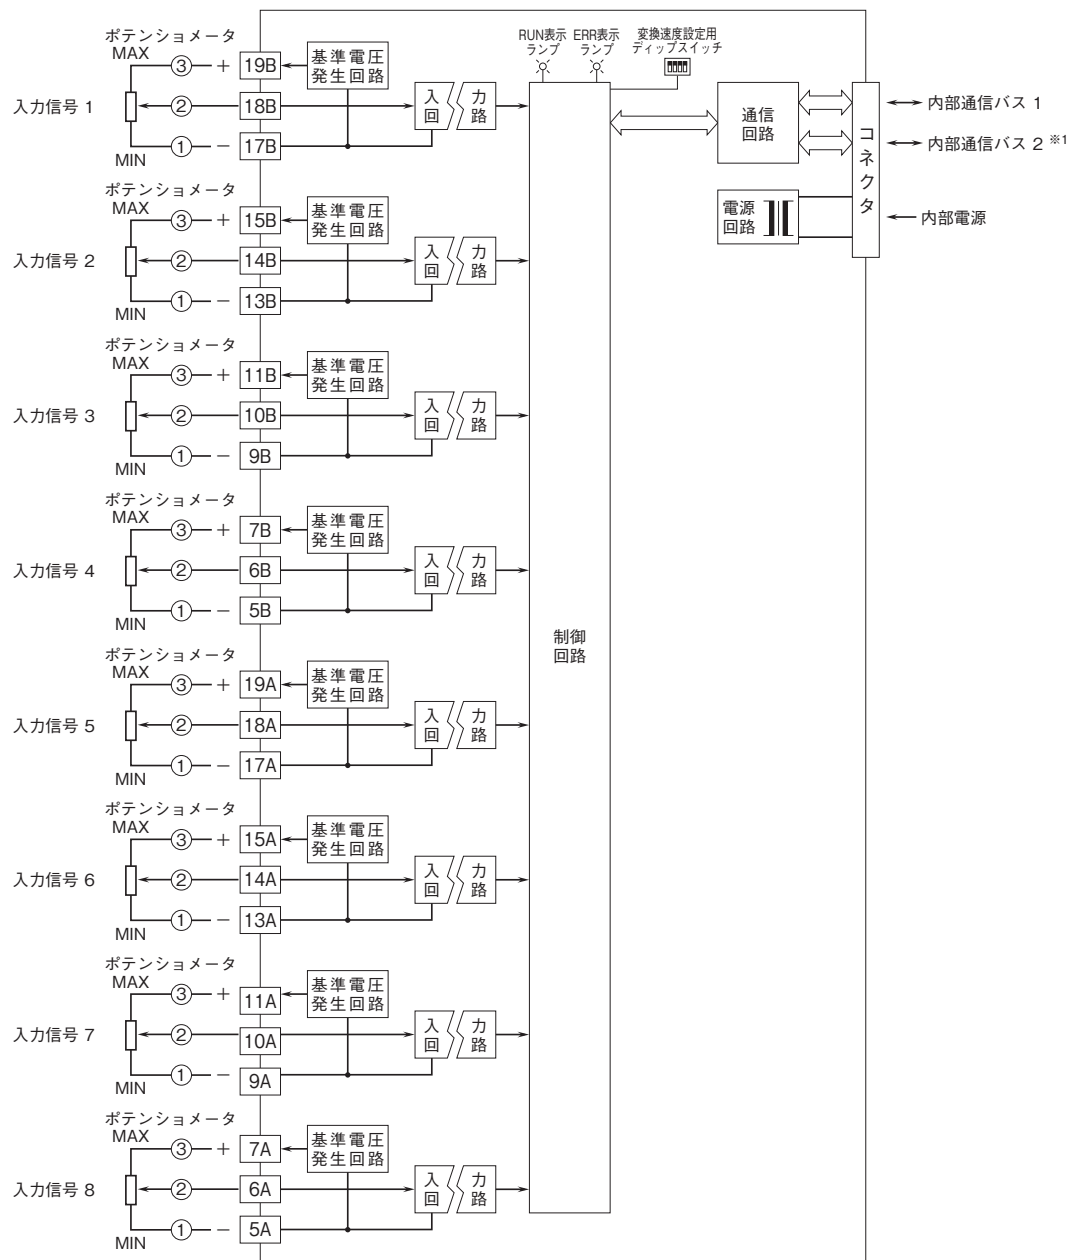 RUN表示
ランプ
ERR表示
ランプ
変換速度設定用
ディップスイッチ
ポテンショメータ
MAX
③ +
19B
基準電圧
発生回路
入力信号 1
②
18B
入力
回路
MIN
① −
17B
ポテンショメータ
MAX
③ +
15B
基準電圧
発生回路
入力信号 2
②
14B
入力
回路
MIN
① −
13B
ポテンショメータ
MAX
③ +
11B
基準電圧
発生回路
入力信号 3
②
10B
入力
回路
MIN
① −
9B
ポテンショメータ
MAX
③ +
7B
基準電圧
発生回路
入力信号 4
②
6B
入力
回路
MIN
① −
5B
ポテンショメータ
MAX
③ +
19A
基準電圧
発生回路
入力信号 5
②
18A
入力
回路
MIN
① −
17A
ポテンショメータ
MAX
③ +
15A
基準電圧
発生回路
入力信号 6
②
14A
入力
回路
MIN
① −
13A
ポテンショメータ
MAX
③ +
11A
基準電圧
発生回路
入力信号 7
②
10A
入力
回路
MIN
① −
9A
ポテンショメータ
MAX
③ +
7A
基準電圧
発生回路
入力信号 8
②
6A
入力
回路
MIN
① −
5A
制御
回路
通信
回路
電源
回路
コネクタ
内部通信バス 1
内部通信バス 2 ※1
内部電源